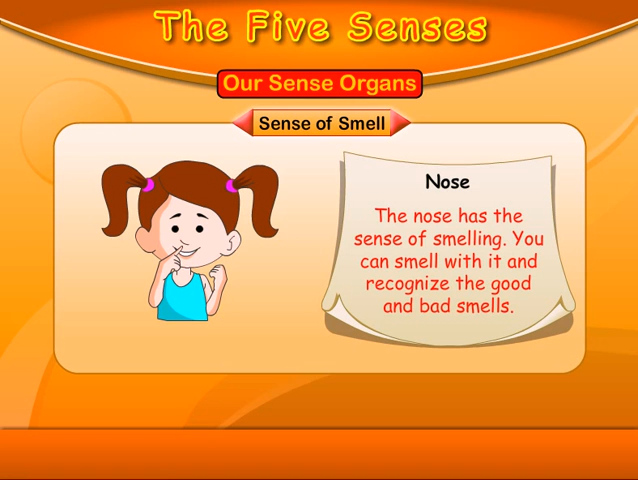 The Five Senses
Our Sense Organs
Sense of Smell
Nose
The nose has the
sense of smelling. You
can smell with it and
recognize the good
and bad smells.